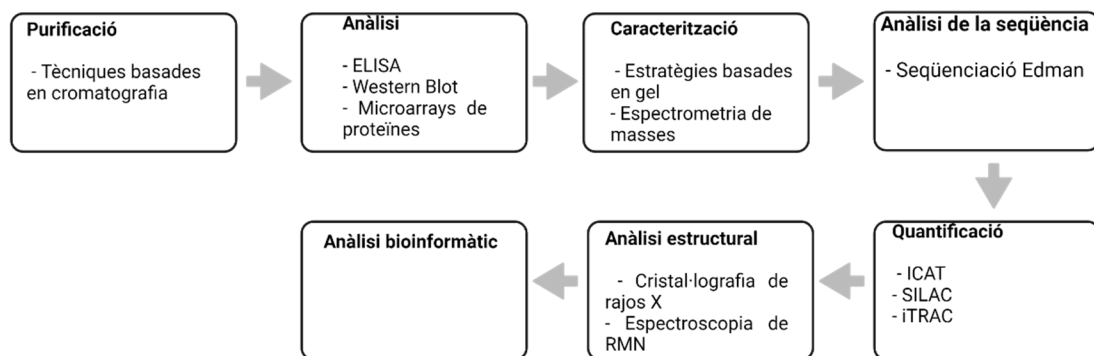 Purificació
- Tècniques basades
en cromatografia
Anàlisi
- ELISA
- Western Blot
- Microarrays de
proteïnes
Caracterització
- Estratègies basades
en gel
- Espectrometria de
masses
Anàlisi de la seqüència
- Seqüenciació Edman
Quantificació
- ICAT
- SILAC
- iTRAC
Anàlisi estructural
- Cristal·lografia de
rajos X
- Espectroscopia de
RMN
Anàlisi bioinformàtic